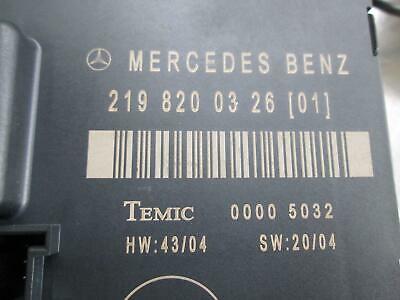 MERCEDES BENZ
219 820 03 26 [01]
TEMIC 0000 5032
HW:43/04 SW:20/04